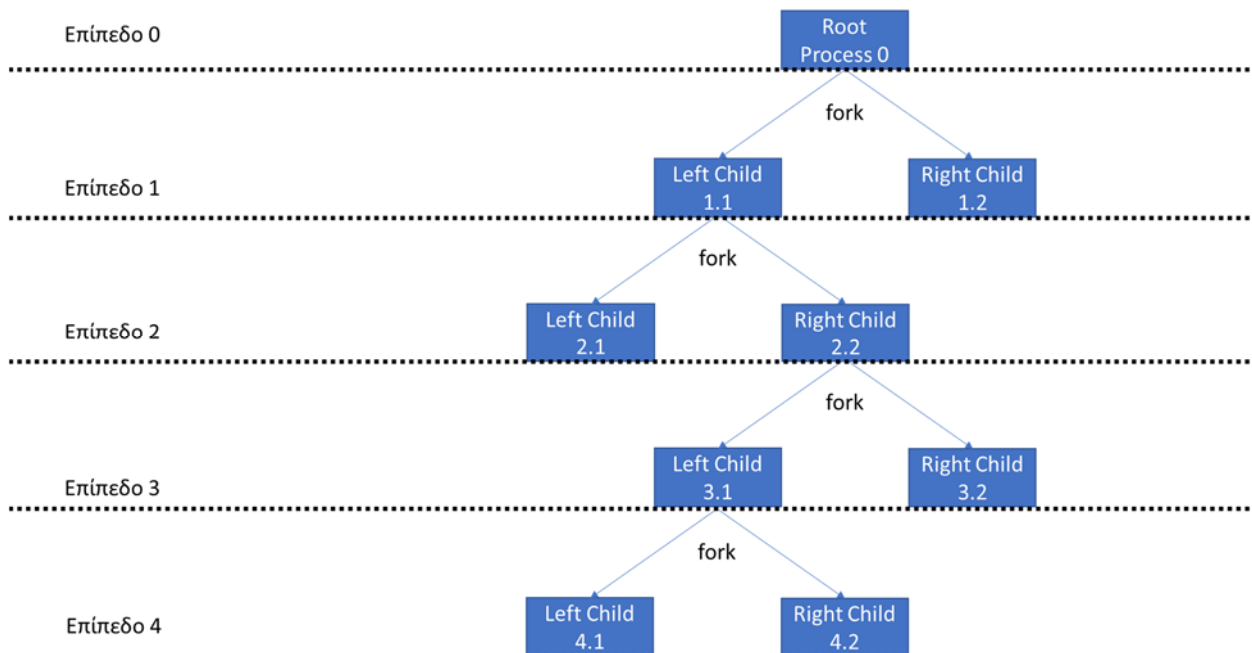 Επίπεδο 0
Root
Process 0
fork
Επίπεδο 1
Left Child
1.1
Right Child
1.2
fork
Επίπεδο 2
Left Child
2.1
Right Child
2.2
fork
Επίπεδο 3
Left Child
3.1
Right Child
3.2
fork
Επίπεδο 4
Left Child
4.1
Right Child
4.2